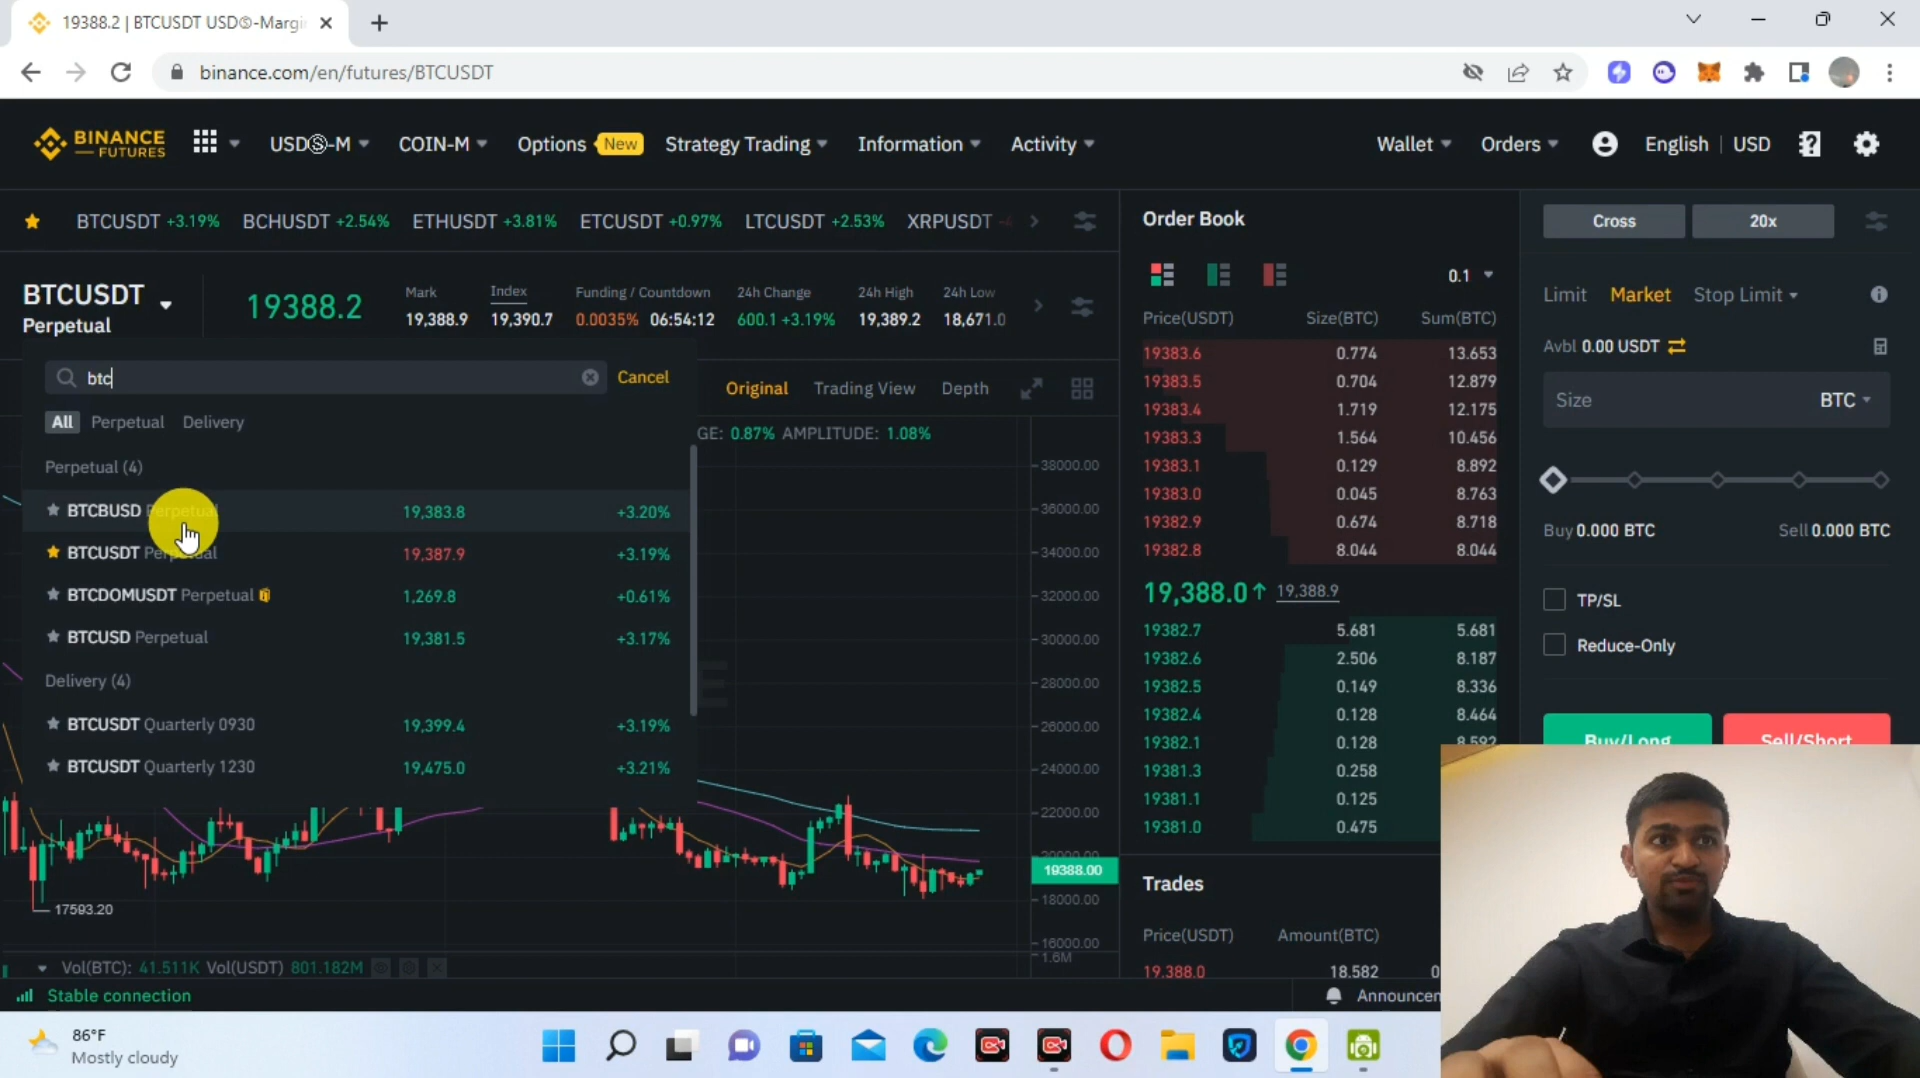 19388.2 | BTCUSDT USDⓈ-Margi
binance.com/en/futures/BTCUSDT
BINANCE
FUTURES
USDⓈ-M
COIN-M
Options
New
Strategy Trading
Information
Activity
Wallet
Orders
English
USD
BTCUSDT +3.19%
BCHUSDT +2.54%
ETHUSDT +3.81%
ETCUSDT +0.97%
LTCUSDT +2.53%
XRPUSDT
BTCUSDT
Perpetual
19388.2
Mark
19,388.9
Index
19,390.7
Funding / Countdown
0.0035% 06:54:12
24h Change
600.1 +3.19%
24h High
19,389.2
24h Low
18,671.0
btc
Cancel
All
Perpetual
Delivery
Perpetual (4)
BTCBUSD Perpetual 19,383.8 +3.20%
BTCUSDT Perpetual 19,387.9 +3.19%
BTCDOMUSDT Perpetual 1,269.8 +0.61%
BTCUSD Perpetual 19,381.5 +3.17%
Delivery (4)
BTCUSDT Quarterly 0930 19,399.4 +3.19%
BTCUSDT Quarterly 1230 19,475.0 +3.21%
Original
Trading View
Depth
GE: 0.87% AMPLITUDE: 1.08%
38000.00
36000.00
34000.00
32000.00
30000.00
28000.00
26000.00
24000.00
22000.00
20000.00
19388.00
18000.00
16000.00
1.6M
17593.20
Vol(BTC): 41.511K Vol(USDT) 801.182M
Stable connection
Order Book
0.1
Price(USDT) Size(BTC) Sum(BTC)
19383.6 0.774 13.653
19383.5 0.704 12.879
19383.4 1.719 12.175
19383.3 1.564 10.456
19383.1 0.129 8.892
19383.0 0.045 8.763
19382.9 0.674 8.718
19382.8 8.044 8.044
19,388.0↑ 19,388.9
19382.7 5.681 5.681
19382.6 2.506 8.187
19382.5 0.149 8.336
19382.4 0.128 8.464
19382.1 0.128 8.592
19381.3 0.258
19381.1 0.125
19381.0 0.475
Trades
Price(USDT) Amount(BTC)
19,388.0 18.582 0
Announcem
Cross
20x
Limit
Market
Stop Limit
Avbl 0.00 USDT
Size
BTC
Buy 0.000 BTC
Sell 0.000 BTC
TP/SL
Reduce-Only
Buy/Long
Sell/Short
86°F
Mostly cloudy